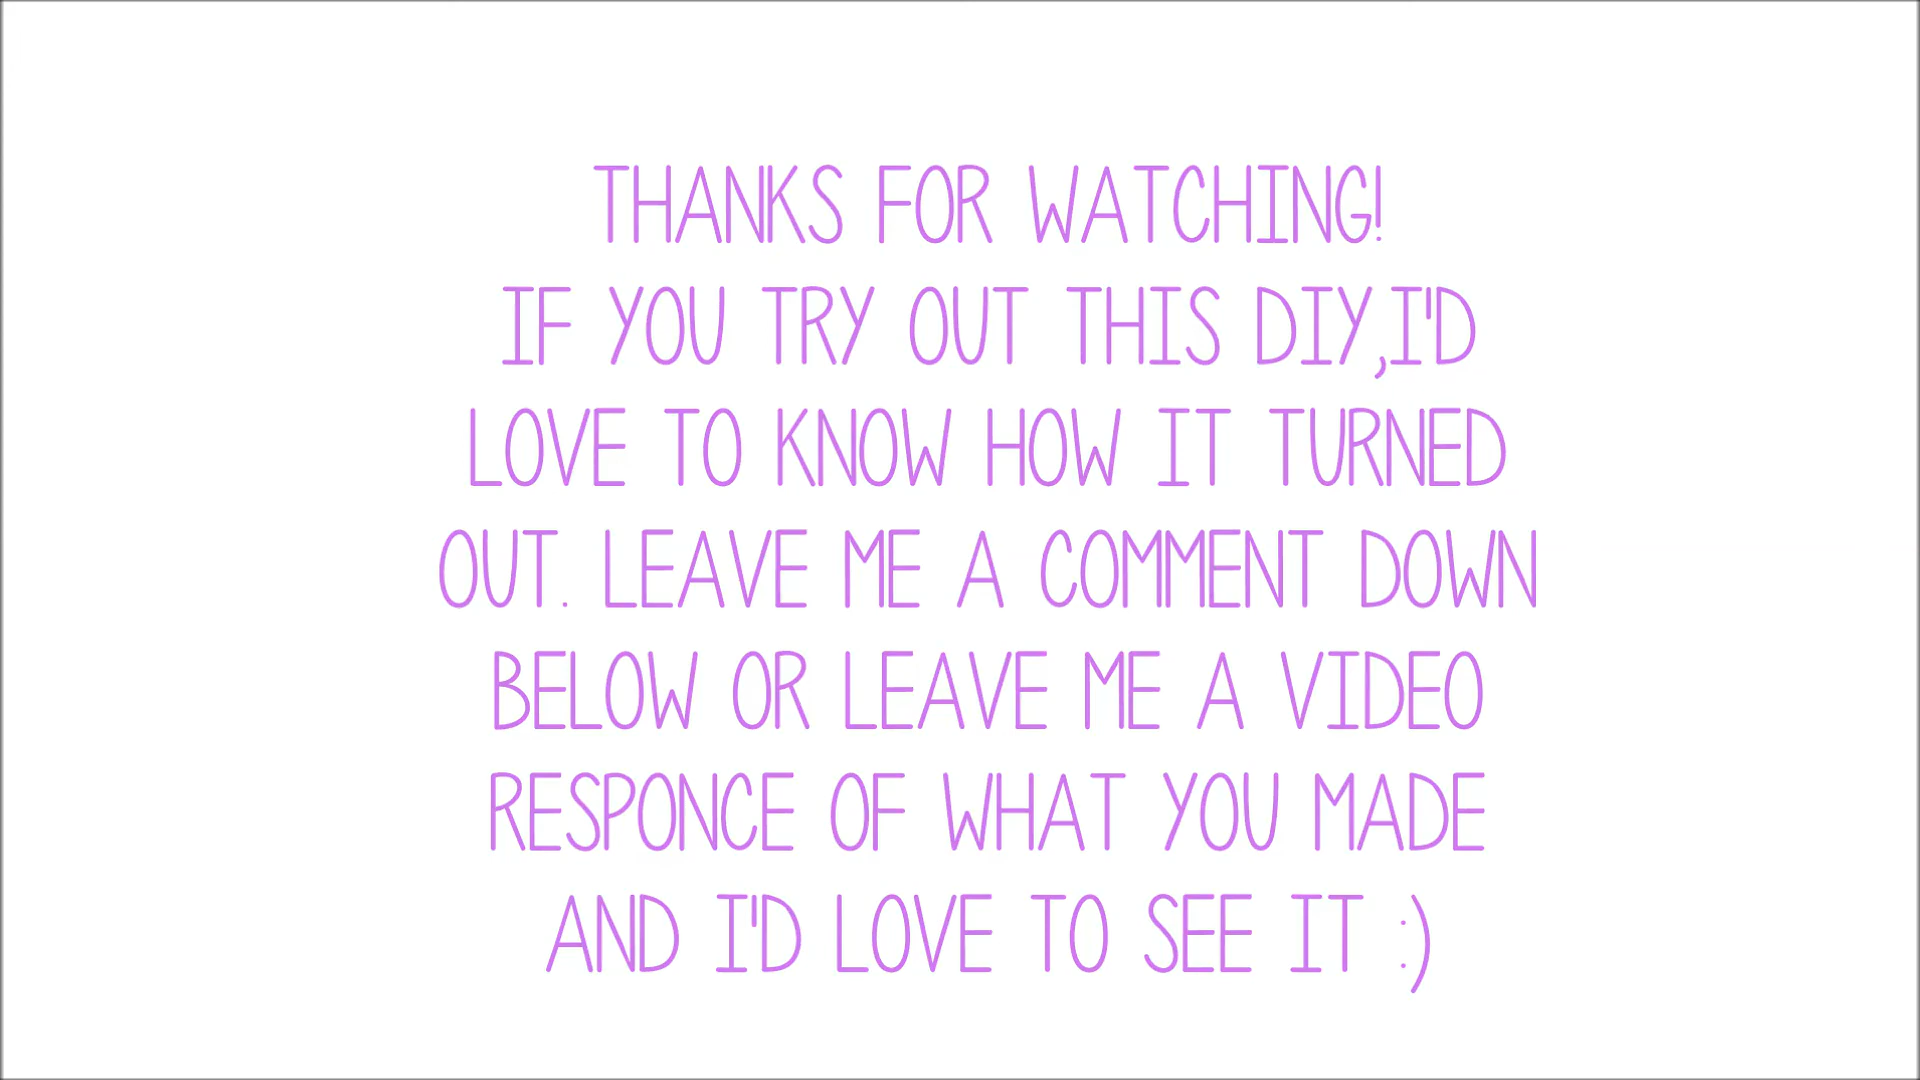 THANKS FOR WATCHING!
IF YOU TRY OUT THIS DIY,I'D
LOVE TO KNOW HOW IT TURNED
OUT. LEAVE ME A COMMENT DOWN
BELOW OR LEAVE ME A VIDEO
RESPONCE OF WHAT YOU MADE
AND I'D LOVE TO SEE IT :)